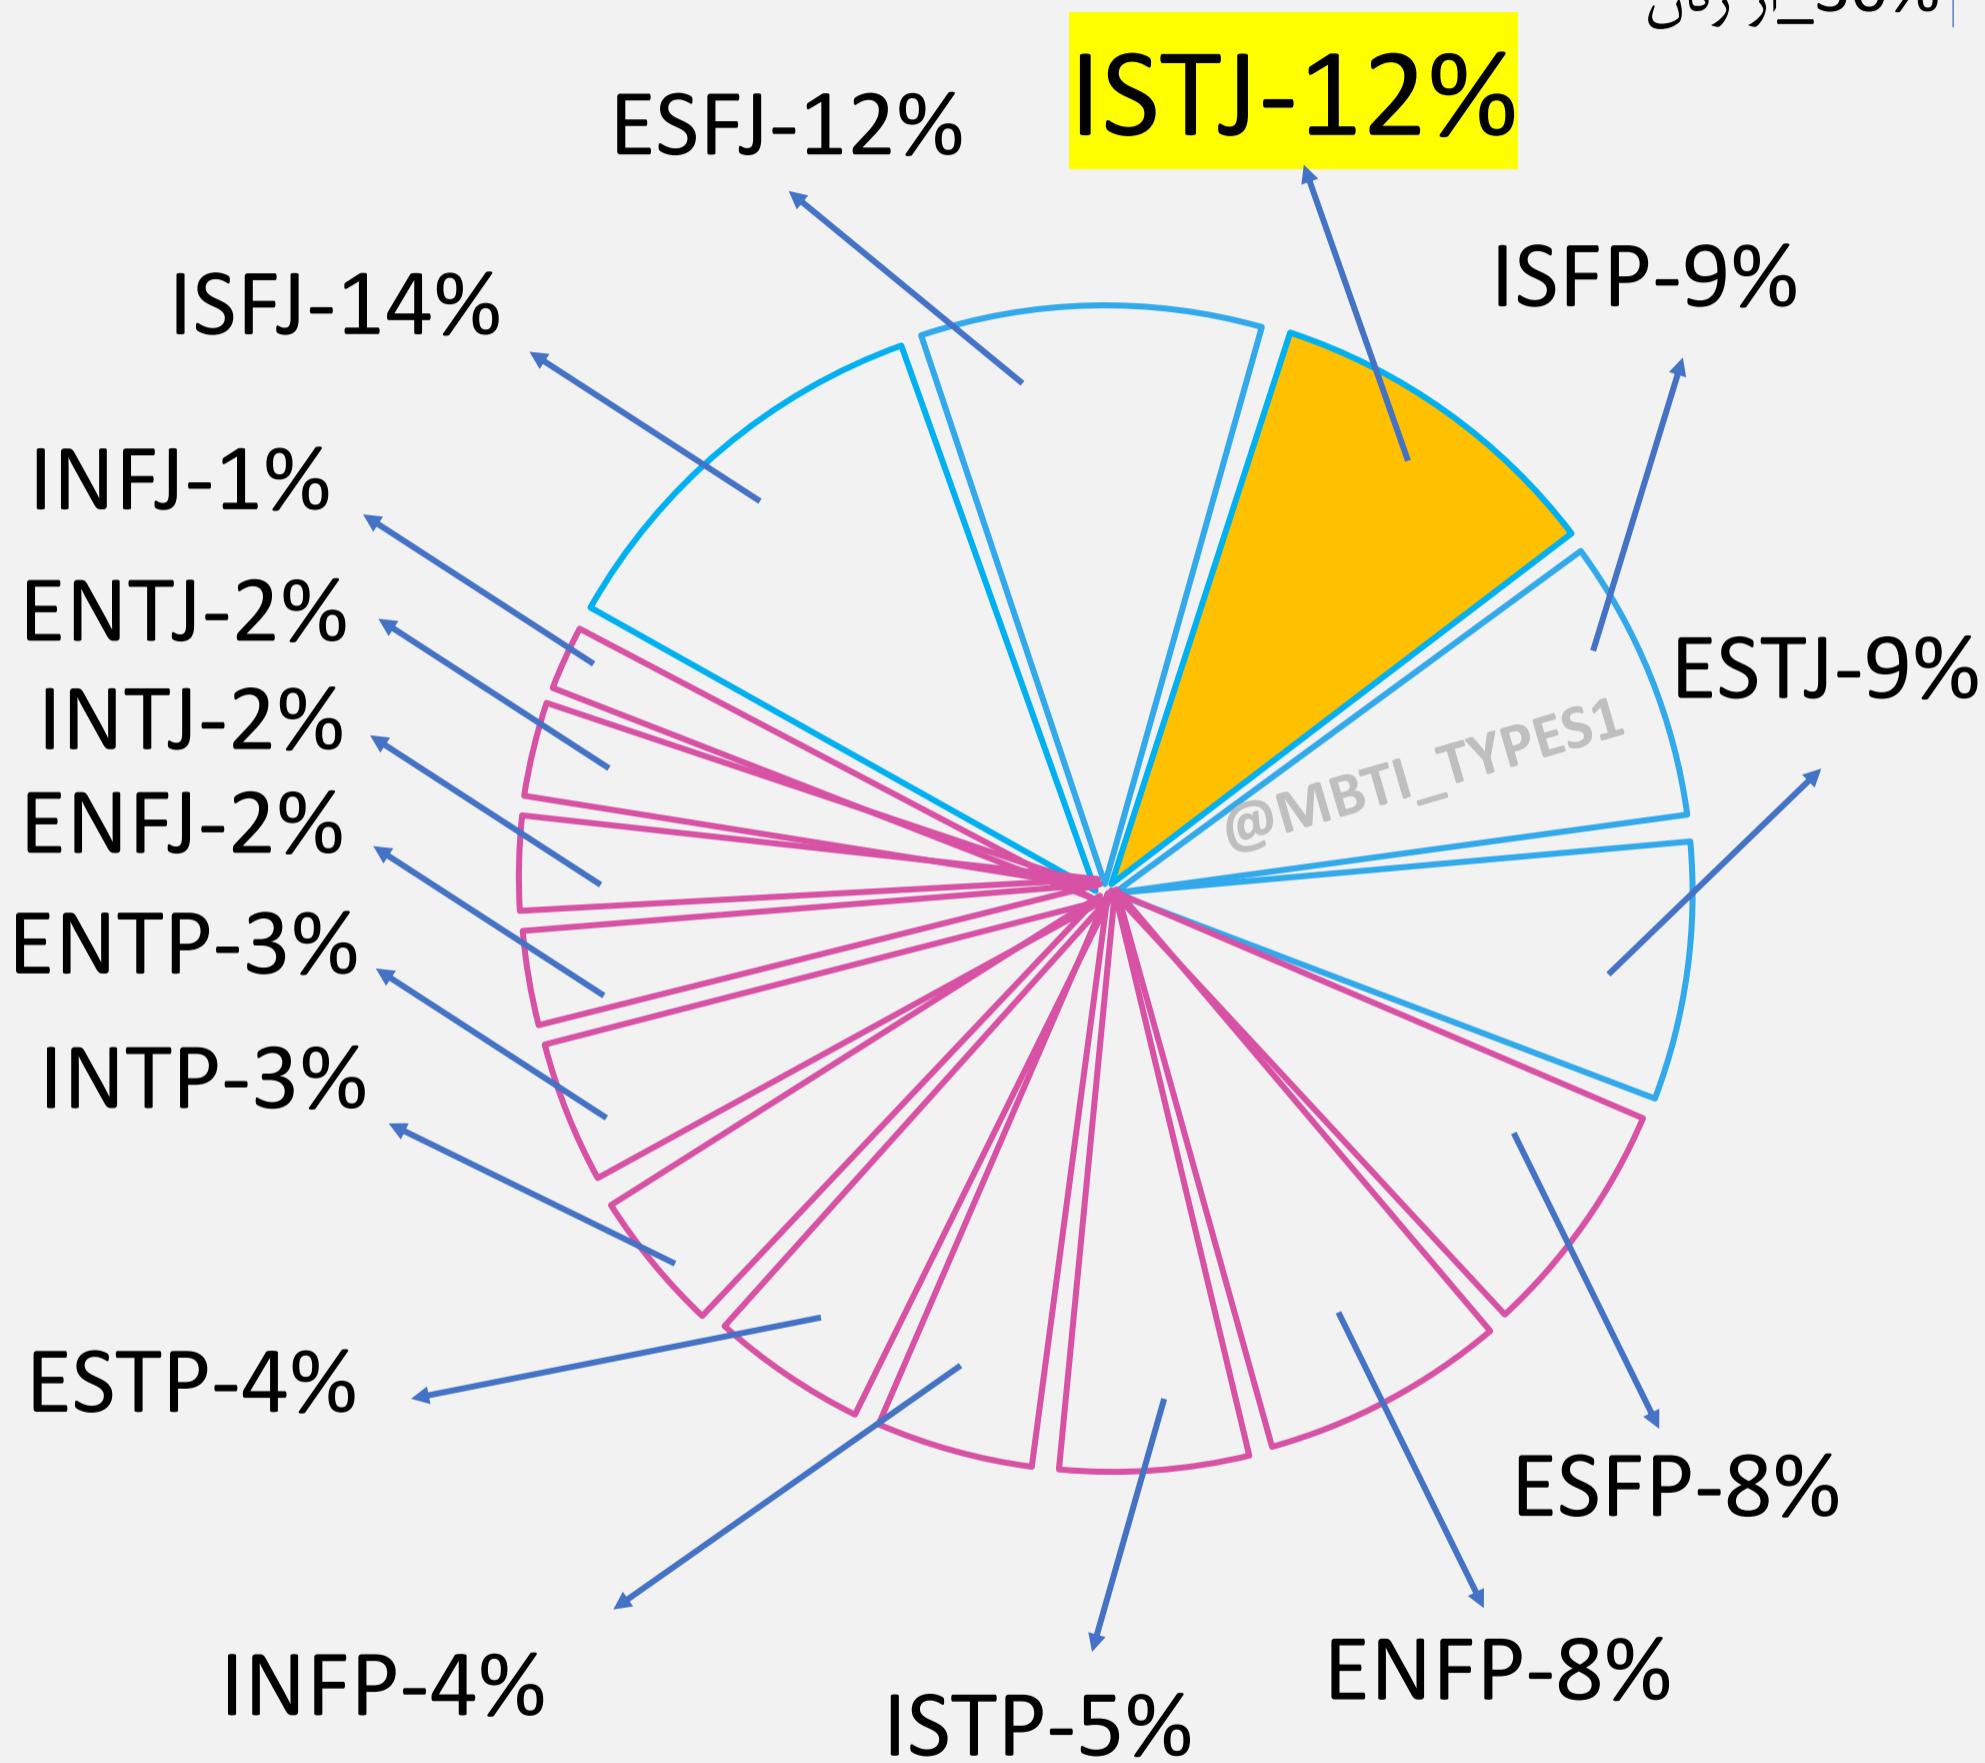 ISTJ-12%
ESFJ-12%
ISFP-9%
ISFJ-14%
INFJ-1%
ENTJ-2%
ESTJ-9%
INTJ-2%
@MBTI_TYPES1
ENFJ-2%
ENTP-3%
INTP-3%
ESTP-4%
ESFP-8%
INFP-4%
ENFP-8%
ISTP-5%